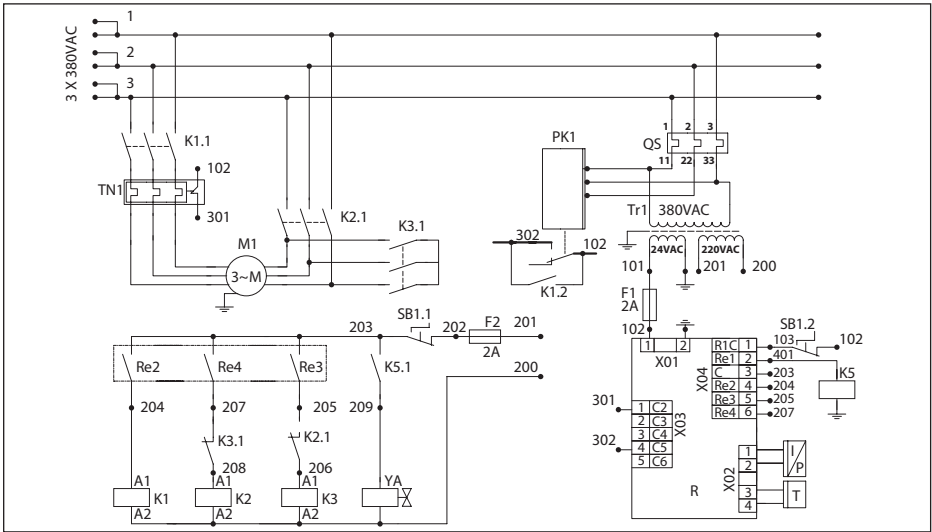 3 X 380VAC
1
2
3
K1.1
TN1
102
301
M1
3~M
K2.1
K3.1
PK1
302
102
K1.2
1 2 3
QS
11 22 33
Tr1 380VAC
24VAC 220VAC
101 201 200
F1
2A
102
203
SB1.1
202
F2
2A
201
200
Re2
Re4
Re3
K5.1
204
207
205
209
K3.1
K2.1
208
206
A1
K1
A2
A1
K2
A2
A1
K3
A2
YA
1 2
X01
R1C 1
Re1 2
C 3
Re2 4
Re3 5
Re4 6
X04
103
SB1.2
102
401
203
204
205
207
K5
301
302
1 C2
2 C3
3 C4
4 C5
5 C6
X03
R
X02
1
2
3
4
I/P
T